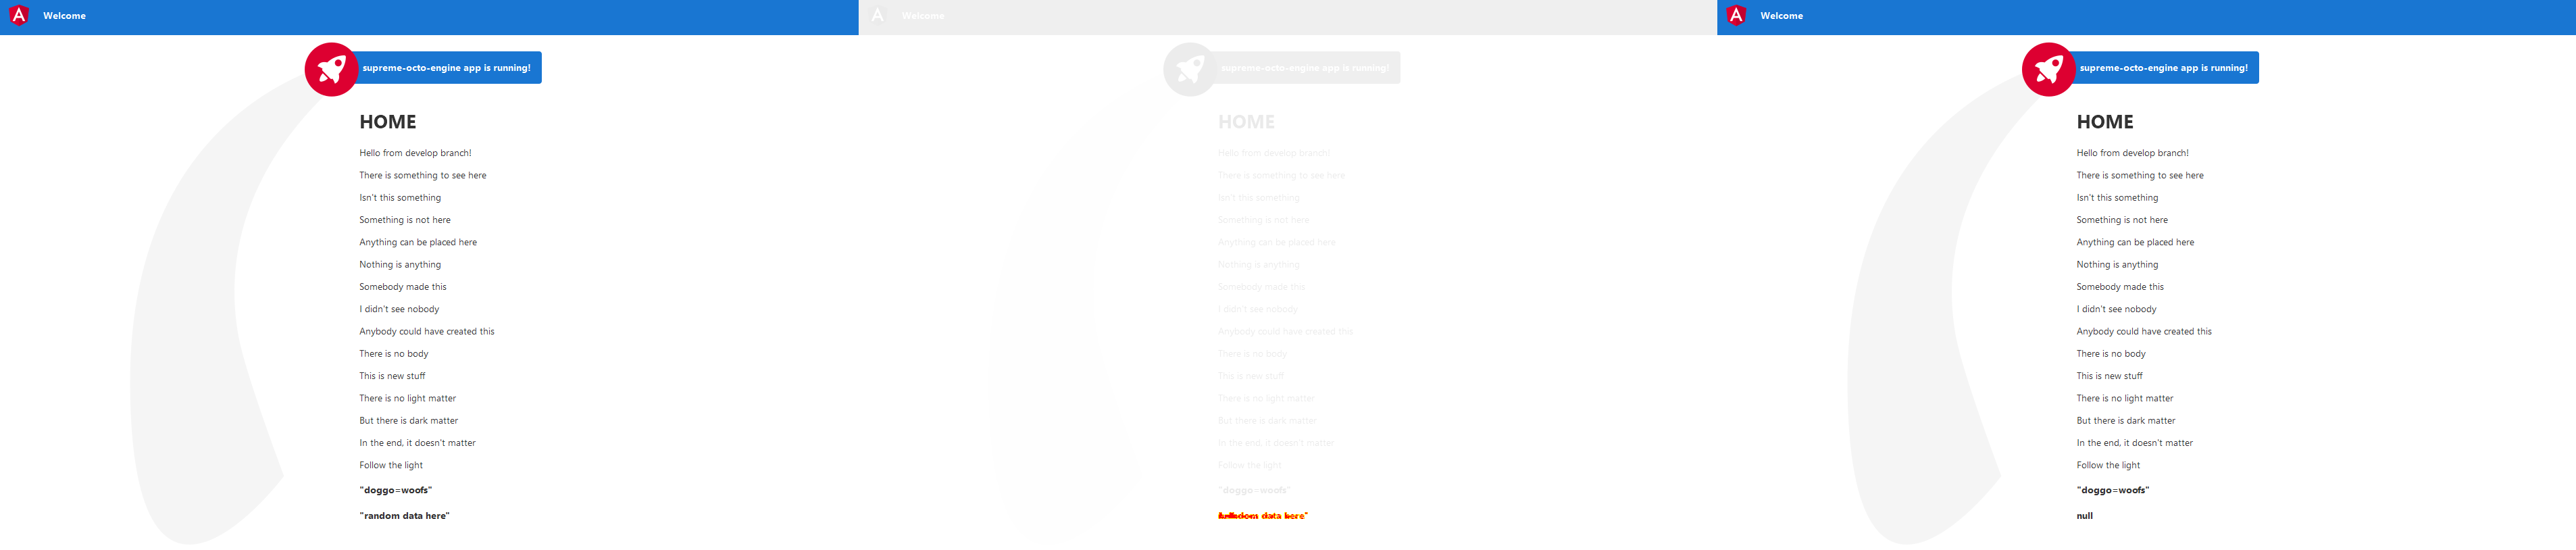 Welcome
supreme-octo-engine app is running!
HOME
Hello from develop branch!
There is something to see here
Isn't this something
Something is not here
Anything can be placed here
Nothing is anything
Somebody made this
I didn't see nobody
Anybody could have created this
There is no body
This is new stuff
There is no light matter
But there is dark matter
In the end, it doesn't matter
Follow the light
"doggo=woofs"
"random data here"
Welcome
supreme-octo-engine app is running!
HOME
Hello from develop branch!
There is something to see here
Isn't this something
Something is not here
Anything can be placed here
Nothing is anything
Somebody made this
I didn't see nobody
Anybody could have created this
There is no body
This is new stuff
There is no light matter
But there is dark matter
In the end, it doesn't matter
Follow the light
"doggo=woofs"
data here"
Welcome
supreme-octo-engine app is running!
HOME
Hello from develop branch!
There is something to see here
Isn't this something
Something is not here
Anything can be placed here
Nothing is anything
Somebody made this
I didn't see nobody
Anybody could have created this
There is no body
This is new stuff
There is no light matter
But there is dark matter
In the end, it doesn't matter
Follow the light
"doggo=woofs"
null